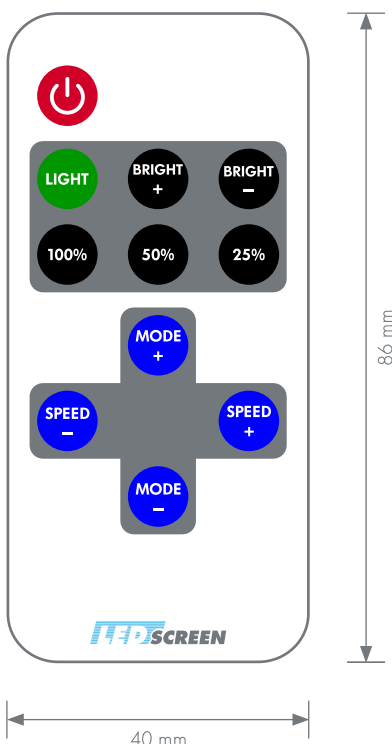 LIGHT
BRIGHT
+
BRIGHT
–
100%
50%
25%
MODE
+
SPEED
–
SPEED
+
MODE
–
LEDSCREEN
86 mm
40 mm